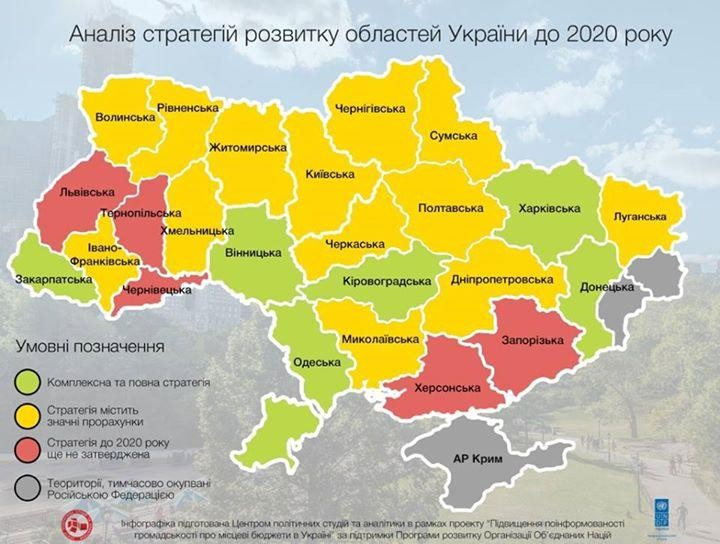 Аналіз стратегій розвитку областей України до 2020 року
Волинська
Рівненська
Житомирська
Київська
Чернігівська
Сумська
Львівська
Тернопільська
Хмельницька
Вінницька
Черкаська
Полтавська
Харківська
Луганська
Івано-
Франківська
Закарпатська
Чернівецька
Кіровоградська
Дніпропетровська
Донецька
Миколаївська
Запорізька
Одеська
Херсонська
АР Крим
Умовні позначення
Комплексна та повна стратегія
Стратегія містить
значні прорахунки
Стратегія до 2020 року
ще не затверджена
Теориторії, тимчасово окупвані
Російською Федерацією
Інфографіка підготована Центром політичних студій та аналітики в рамках проекту "Підвищення поінформованості
громадськості про місцеві бюджети в Україні" за підтримки Програми розвитку Організації Об'єднаних Націй